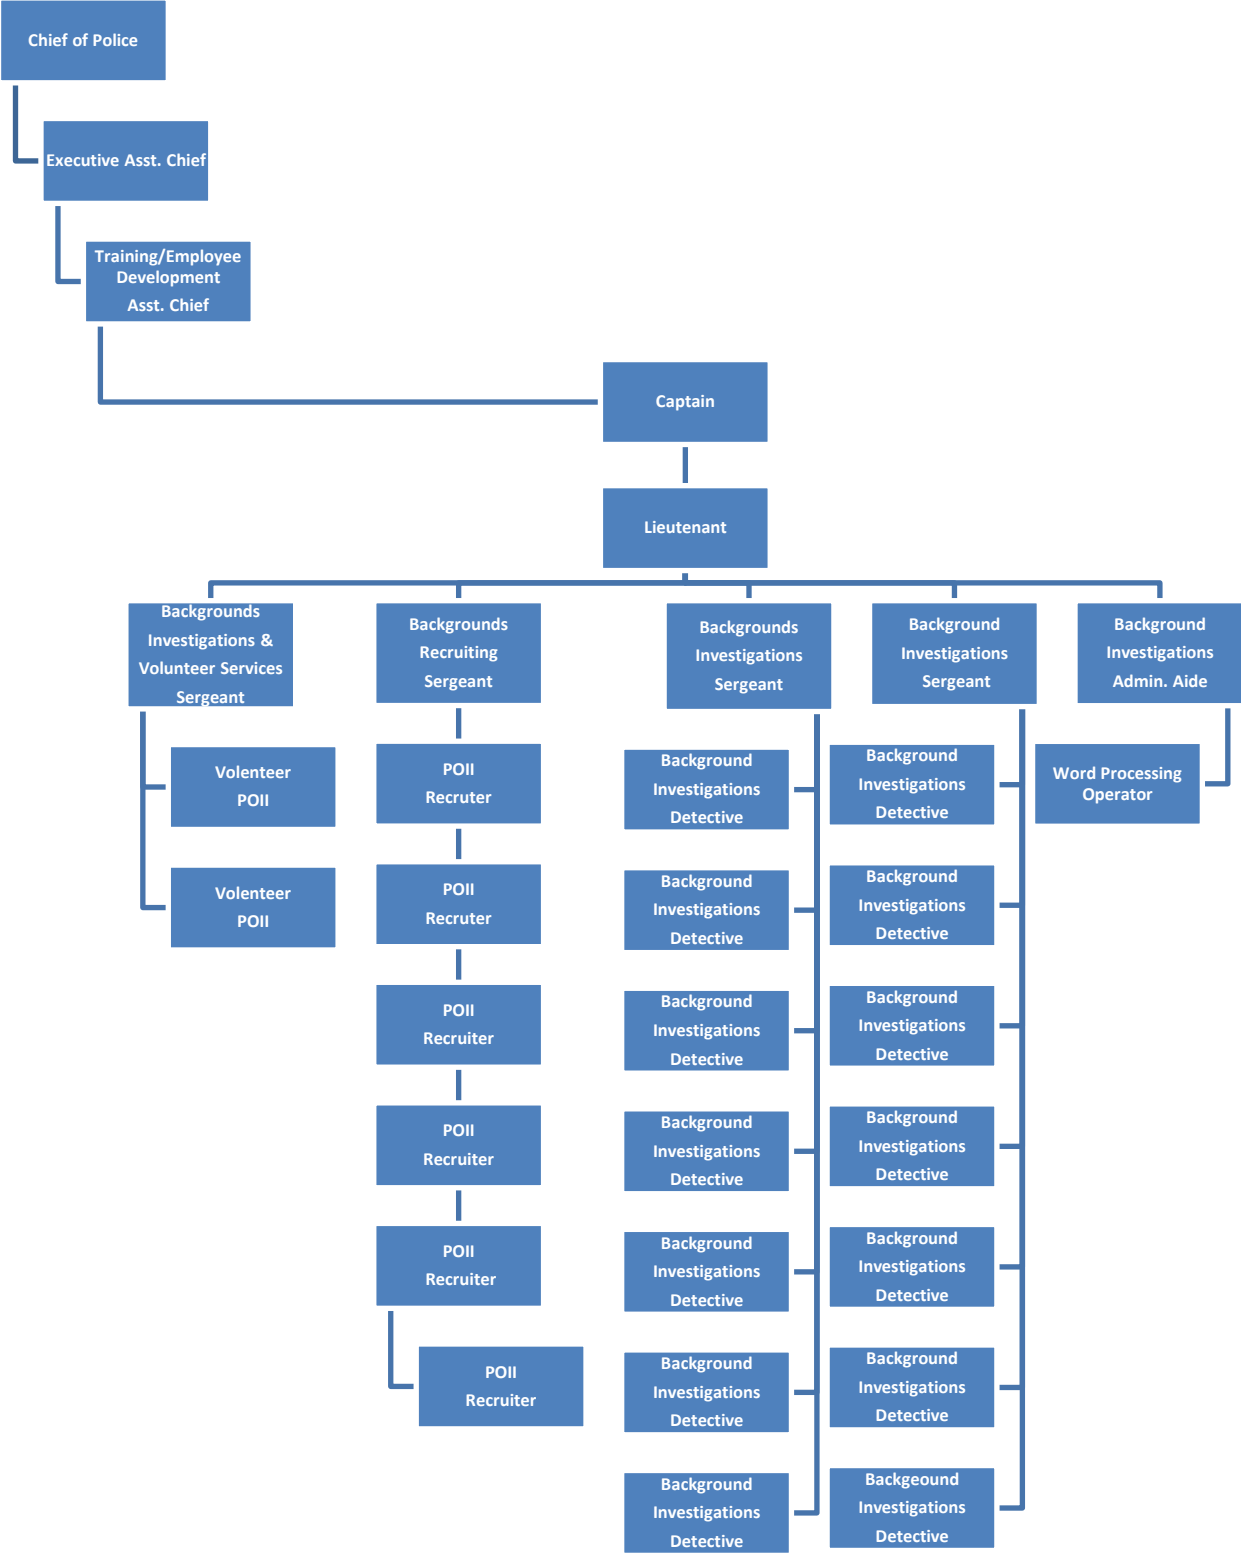 Chief of Police
Executive Asst. Chief
Training/Employee
Development
Asst. Chief
Captain
Lieutenant
Backgrounds
Investigations &
Volunteer Services
Sergeant
Backgrounds
Recruiting
Sergeant
Backgrounds
Investigations
Sergeant
Background
Investigations
Sergeant
Background
Investigations
Admin. Aide
Volenteer
POII
Volenteer
POII
POII
Recruter
POII
Recruter
POII
Recruiter
POII
Recruiter
POII
Recruiter
POII
Recruiter
Background
Investigations
Detective
Background
Investigations
Detective
Background
Investigations
Detective
Background
Investigations
Detective
Background
Investigations
Detective
Background
Investigations
Detective
Background
Investigations
Detective
Background
Investigations
Detective
Background
Investigations
Detective
Background
Investigations
Detective
Background
Investigations
Detective
Background
Investigations
Detective
Background
Investigations
Detective
Backgeound
Investigations
Detective
Word Processing
Operator